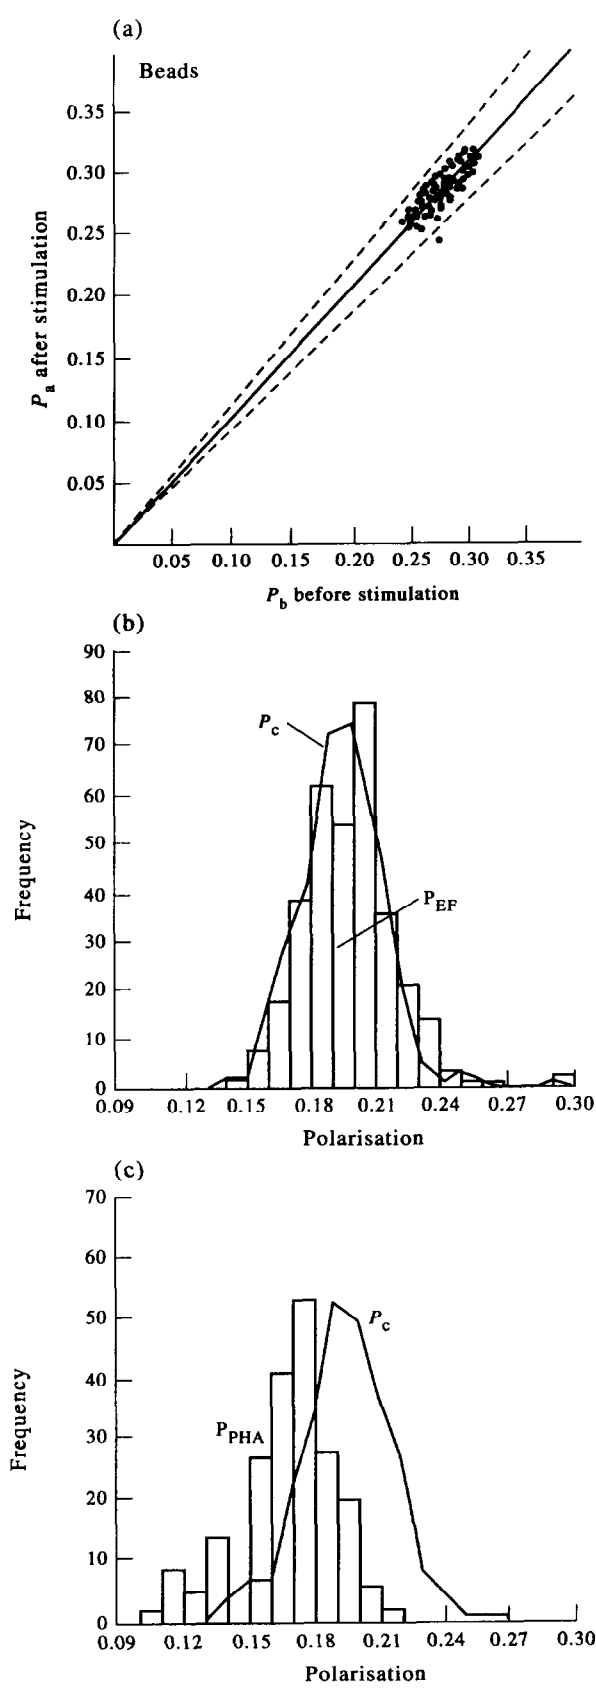 (a)
Beads
0.35
0.30
0.25
0.20
0.15
0.10
0.05
Pa after stimulation
0.05 0.10 0.15 0.20 0.25 0.30 0.35
Pb before stimulation
(b)
90
80
70
60
50
40
30
20
10
0
Frequency
Pc
PEF
0.09 0.12 0.15 0.18 0.21 0.24 0.27 0.30
Polarisation
(c)
70
60
50
40
30
20
10
0
Frequency
Pc
PPHA
0.09 0.12 0.15 0.18 0.21 0.24 0.27 0.30
Polarisation